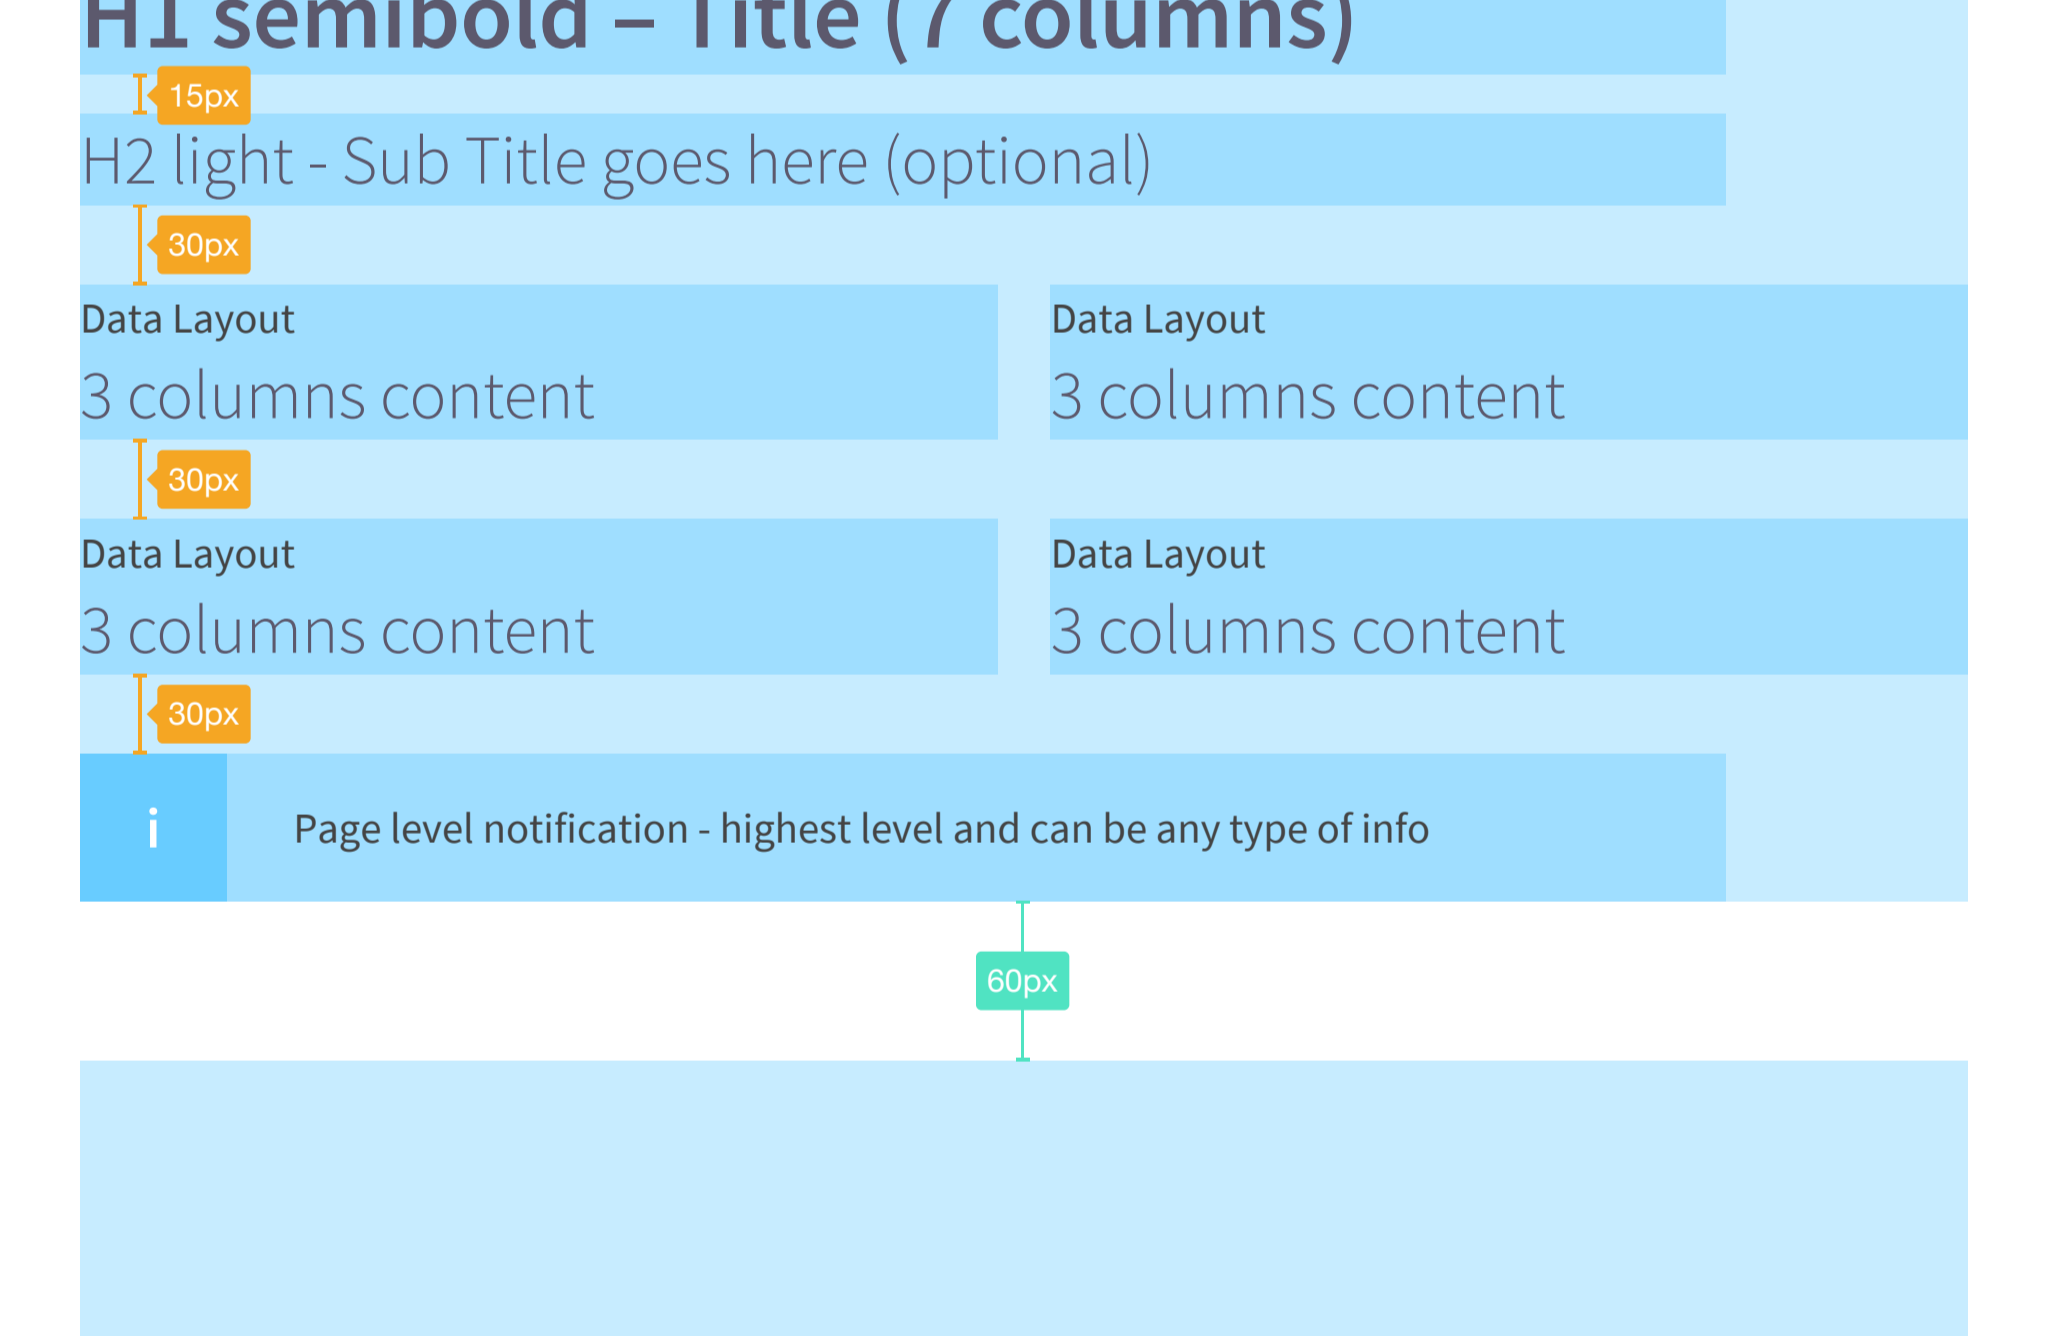 H1 semibold – Title (7 columns)
15px
H2 light - Sub Title goes here (optional)
30px
Data Layout
3 columns content
Data Layout
3 columns content
30px
Data Layout
3 columns content
Data Layout
3 columns content
30px
i
Page level notification - highest level and can be any type of info
60px